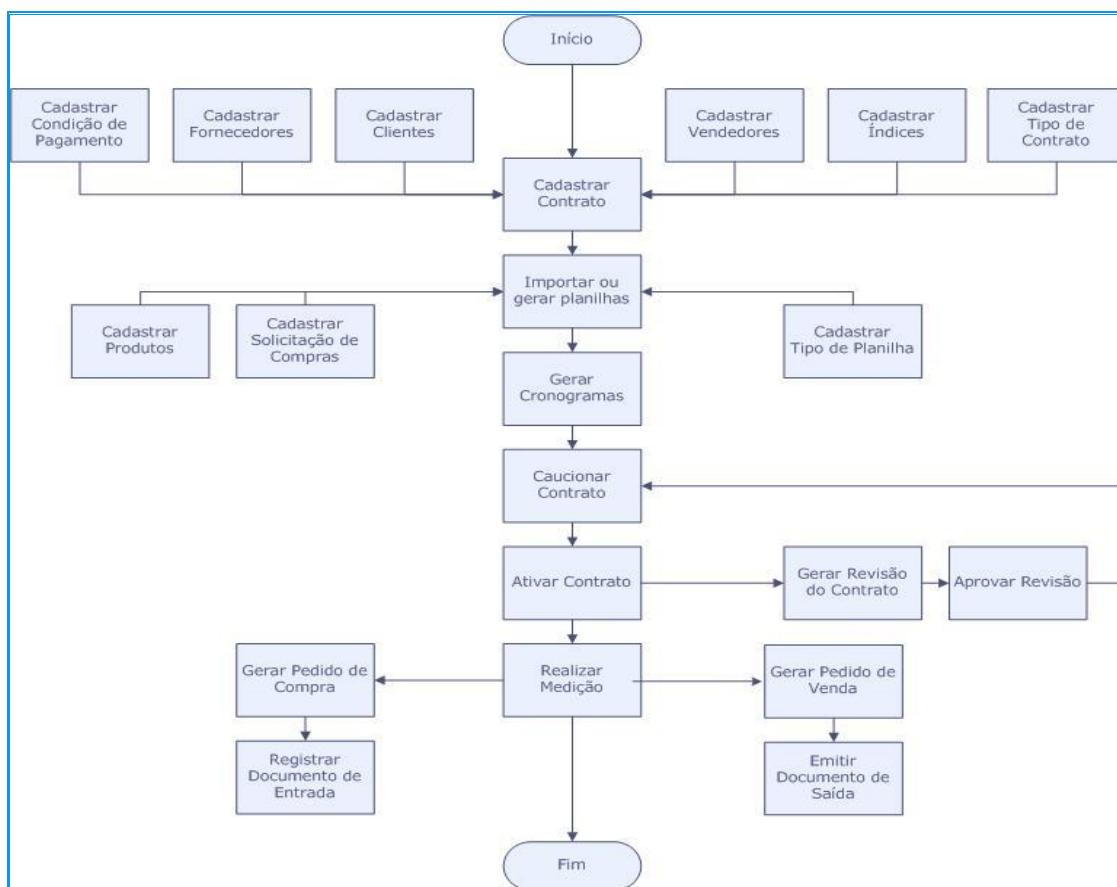 Início
Cadastrar
Condição de
Pagamento
Cadastrar
Fornecedores
Cadastrar
Clientes
Cadastrar
Vendedores
Cadastrar
Índices
Cadastrar
Tipo de
Contrato
Cadastrar
Contrato
Importar ou
gerar planilhas
Cadastrar
Produtos
Cadastrar
Solicitação de
Compras
Cadastrar
Tipo de Planilha
Gerar
Cronogramas
Caucionar
Contrato
Ativar Contrato
Gerar Revisão
do Contrato
Aprovar Revisão
Gerar Pedido de
Compra
Realizar
Medição
Gerar Pedido de
Venda
Registrar
Documento de
Entrada
Emitir
Documento de
Saída
Fim